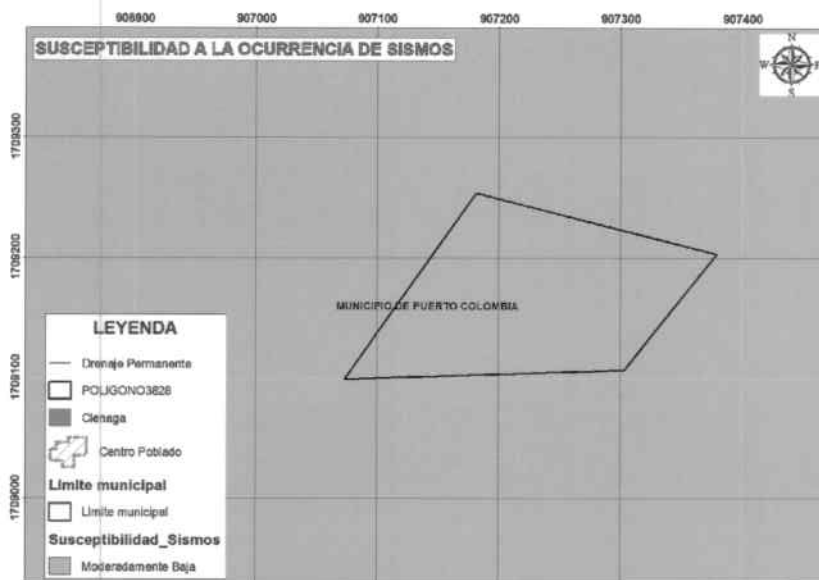 906900 907000 907100 907200 907300 907400
SUSCEPTIBILIDAD A LA OCURRENCIA DE SISMOS
N
W E
S
1709300
1709200
MUNICIPIO DE PUERTO COLOMBIA
1709100
1709000
LEYENDA
Drenaje Permanente
POLIGONO3828
Cienaga
Centro Poblado
Limite municipal
Limite municipal
Susceptibilidad_Sismos
Moderadamente Baja